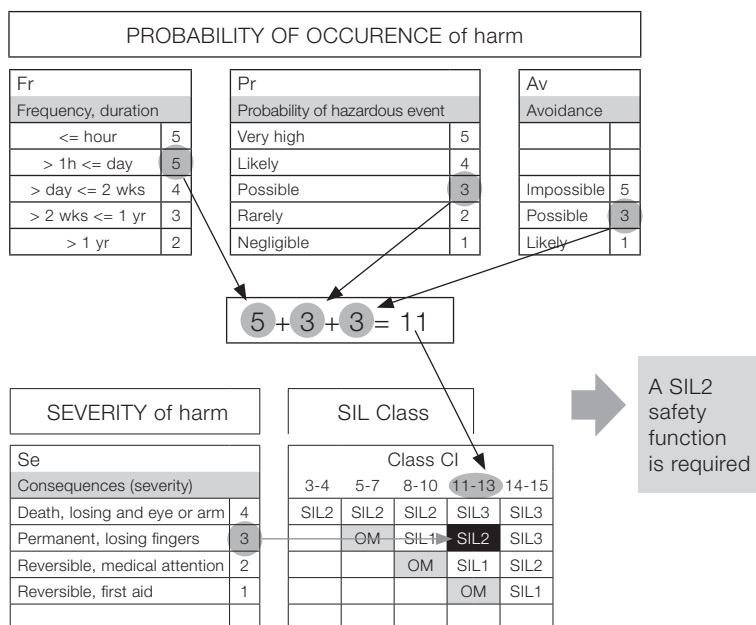 PROBABILITY OF OCCURENCE of harm
Fr
Frequency, duration
<= hour 5
> 1h <= day 5
> day <= 2 wks 4
> 2 wks <= 1 yr 3
> 1 yr 2
Pr
Probability of hazardous event
Very high 5
Likely 4
Possible 3
Rarely 2
Negligible 1
Av
Avoidance
Impossible 5
Possible 3
Likely 1
5+3+3= 11
SEVERITY of harm
SIL Class
Se
Consequences (severity)
Death, losing and eye or arm 4
Permanent, losing fingers 3
Reversible, medical attention 2
Reversible, first aid 1
Class CI
3-4 5-7 8-10 11-13 14-15
SIL2 SIL2 SIL2 SIL3 SIL3
OM SIL1 SIL2 SIL3
OM SIL1 SIL2
OM SIL1
A SIL2
safety
function
is required